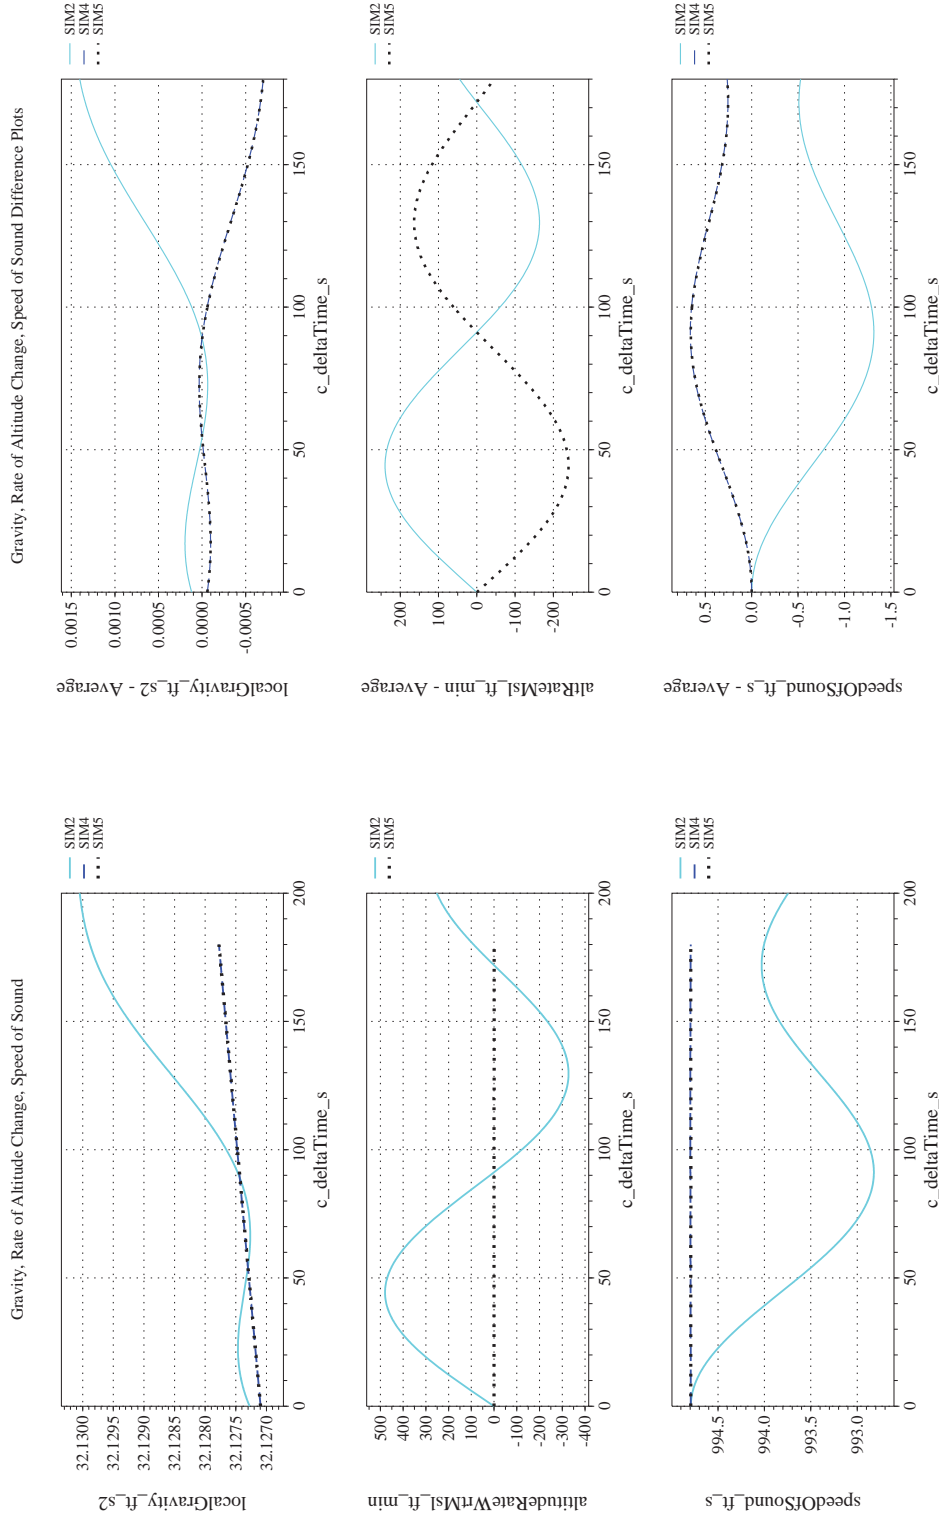 Gravity, Rate of Altitude Change, Speed of Sound
SIM2
SIM4
SIM5
32.1300
32.1295
32.1290
32.1285
32.1280
32.1275
32.1270
localGravity_ft_s2
0 50 100 150 200
c_deltaTime_s
SIM2
SIM5
500
400
300
200
100
0
-100
-200
-300
-400
altitudeRateWrtMsl_ft_min
0 50 100 150 200
c_deltaTime_s
SIM2
SIM4
SIM5
994.5
994.0
993.5
993.0
speedOfSound_ft_s
0 50 100 150 200
c_deltaTime_s
Gravity, Rate of Altitude Change, Speed of Sound Difference Plots
SIM2
SIM4
SIM5
0.0015
0.0010
0.0005
0.0000
-0.0005
localGravity_ft_s2 - Average
0 50 100 150
c_deltaTime_s
SIM2
SIM5
200
100
0
-100
-200
altRateMsl_ft_min - Average
0 50 100 150
c_deltaTime_s
SIM2
SIM4
SIM5
0.5
0.0
-0.5
-1.0
-1.5
speedOfSound_ft_s - Average
0 50 100 150
c_deltaTime_s